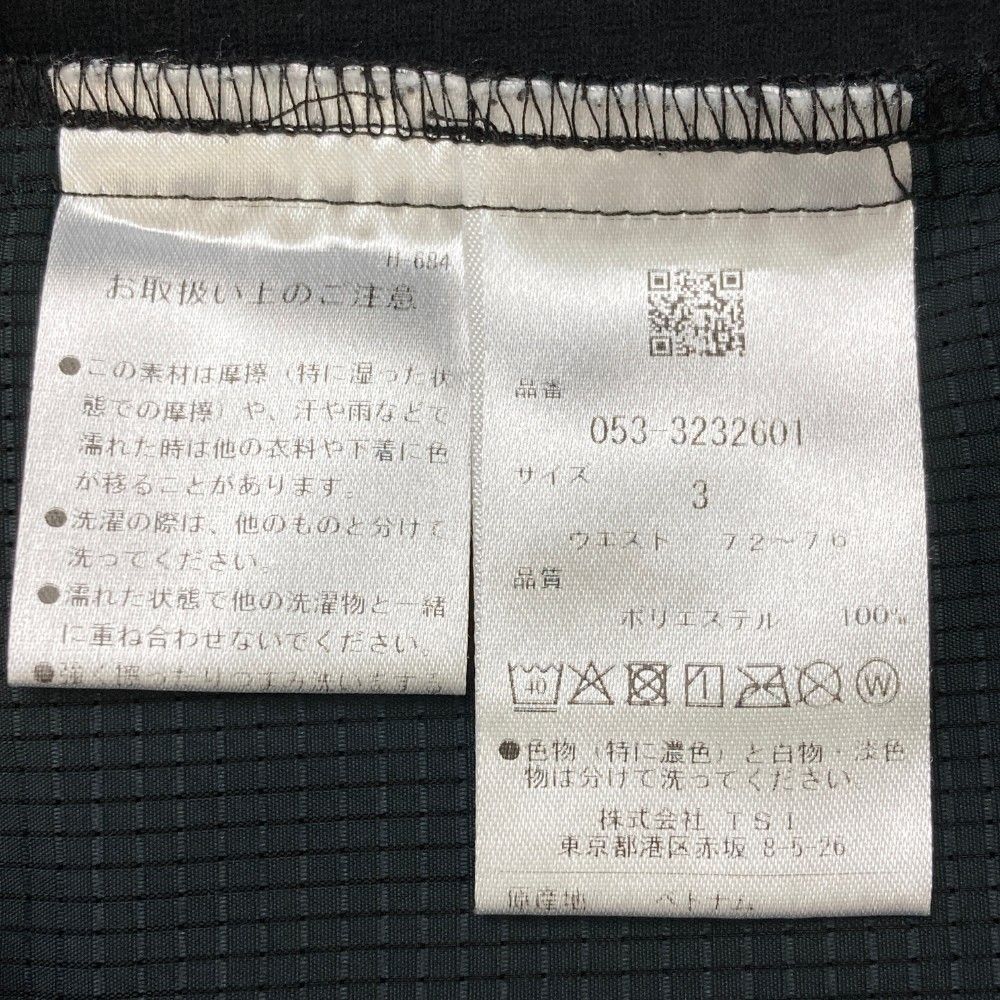 H-684
お取扱い上のご注意
●この素材は摩擦（特に湿った状
態での摩擦）や、汗や雨などで
濡れた時は他の衣料や下着に色
が移ることがあります。
●洗濯の際は、他のものと分けて
洗ってください。
●濡れた状態で他の洗濯物と一緒
に重ね合わせないでください。
品番
053-3232601
サイズ
3
ウエスト 72～76
品質
ポリエステル 100%
40
W
●色物（特に濃色）と白物・淡色
物は分けて洗ってください。
株式会社 TSI
東京都港区赤坂 8-5-26
原産地 ベトナム